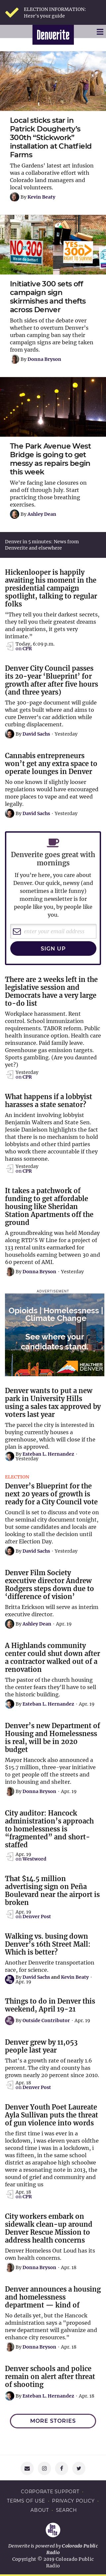 ELECTION INFORMATION:
Here's your guide
Denverite
Local sticks star in
Patrick Dougherty's
300th "Stickwork"
installation at Chatfield
Farms
The Gardens' latest art induction
was a collaborative effort with
Colorado land managers and
local volunteers.
By Kevin Beaty
NO 300
YES 300
Initiative 300 sets off
campaign sign
skirmishes and thefts
across Denver
Both sides of the debate over
whether to overturn Denver's
urban camping ban say their
campaign signs are being taken
from yards.
By Donna Bryson
The Park Avenue West
Bridge is going to get
messy as repairs begin
this week
We're facing lane closures on
and off through July. Start
practicing those breathing
exercises.
By Ashley Dean
Denver in 5 minutes: News from
Denverite and elsewhere
Hickenlooper is happily
awaiting his moment in the
presidential campaign
spotlight, talking to regular
folks
"They tell you their darkest secrets,
they tell you their greatest dreams
and aspirations, it gets very
intimate."
Today, 6:09 p.m.
on CPR
Denver City Council passes
its 20-year 'Blueprint' for
growth after after five hours
(and three years)
The 300-page document will guide
what gets built where and aims to
cure Denver's car addiction while
curbing displacement.
By David Sachs · Yesterday
Cannabis entrepreneurs
won't get any extra space to
operate lounges in Denver
No one knows if slightly looser
regulations would have encouraged
more places to vape and eat weed
legally.
By David Sachs · Yesterday
Denverite goes great with
mornings
If you're here, you care about
Denver. Our quick, newsy (and
sometimes a little funny)
morning newsletter is for
people who, by golly, are people
like you.
enter your email address
SIGN UP
There are 2 weeks left in the
legislative session and
Democrats have a very large
to-do list
Workplace harassment. Rent
control. School immunization
requirements. TABOR reform. Public
health insurance option. Health care
price cap. Paid family leave.
Greenhouse gas emission targets.
Sports gambling. (Are you daunted
yet?)
Yesterday
on CPR
What happens if a lobbyist
harasses a state senator?
An incident involving lobbyist
Benjamin Waters and State Sen.
Jessie Danielson highlights the fact
that there is no mechanism to hold
lobbyists and other third party
workers at the state accountable if
they harass someone.
Yesterday
on CPR
It takes a patchwork of
funding to get affordable
housing like Sheridan
Station Apartments off the
ground
A groundbreaking was held Monday
along RTD'S W Line for a project of
133 rental units earmarked for
households earning between 30 and
60 percent of AMI.
By Donna Bryson · Yesterday
ADVERTISEMENT
Opioids | Homelessness |
Climate Change
See where your
candidates stand.
HEALTHIER
DENVER
Denver wants to put a new
park in University Hills
using a sales tax approved by
voters last year
The parcel the city is interested in
buying currently houses a
greenhouse, which will close if the
plan is approved.
By Esteban L. Hernandez ·
Yesterday
ELECTION
Denver's Blueprint for the
next 20 years of growth is
ready for a City Council vote
Council is set to discuss and vote on
the seminal city document tonight,
but some candidates and locals are
not only telling them to wait until
after Election Day.
By David Sachs · Yesterday
Denver Film Society
executive director Andrew
Rodgers steps down due to
'difference of vision'
Britta Erickson will serve as interim
executive director.
By Ashley Dean · Apr. 19
A Highlands community
center could shut down after
a contractor walked out of a
renovation
The pastor of the church housing
the center fears they'll have to sell
their historic building.
By Esteban L. Hernandez · Apr. 19
Denver's new Department of
Housing and Homelessness
is real, will be in 2020
budget
Mayor Hancock also announced a
$15.7 million, three-year initiative
to get people off the streets and
into housing and a shelter.
By Donna Bryson · Apr. 19
City auditor: Hancock
administration's approach
to homelessness is
"fragmented" and short-
staffed
Apr. 19
on Westword
That $14.5 million
advertising sign on Peña
Boulevard near the airport is
broken
Apr. 19
on Denver Post
Walking vs. busing down
Denver's 16th Street Mall:
Which is better?
Another Denverite transportation
race, for science.
By David Sachs and Kevin Beaty ·
Apr. 19
Things to do in Denver this
weekend, April 19-21
By Outside Contributor · Apr. 19
Denver grew by 11,053
people last year
That's a growth rate of nearly 1.6
percent. The city and county has
grown nearly 20 percent since 2010.
Apr. 18
on Denver Post
Denver Youth Poet Laureate
Aylia Sullivan puts the threat
of gun violence into words
the first time i was ever in a
lockdown, i was eleven years old/the
second time i was in a lockdown, i
was fifteen, in the same school
district at arapahoe high school in
the very room an intruder invaded in
2013, the ground of metal and glass
and fear and grief and mourning
sustaining us
Apr. 18
on CPR
City workers embark on
sidewalk clean-up around
Denver Rescue Mission to
address health concerns
Denver Homeless Out Loud has its
own health concerns.
By Donna Bryson · Apr. 18
Denver announces a housing
and homelessness
department — kind of
No details yet, but the Hancock
administration says a "proposed
new department will galvanize and
enhance city resources."
By Donna Bryson · Apr. 18
Denver schools and police
remain on alert after threat
of shooting
By Esteban L. Hernandez · Apr. 18
MORE STORIES
CORPORATE SUPPORT ·
TERMS OF USE · PRIVACY POLICY ·
ABOUT · SEARCH
Denverite is powered by Colorado Public
Radio
Copyright © 2019 Colorado Public
Radio